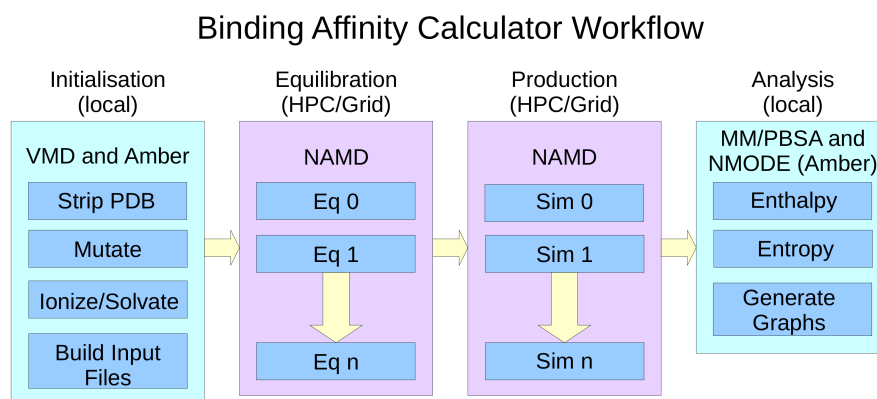 Binding Affinity Calculator Workflow
Initialisation
(local)
VMD and Amber
Strip PDB
Mutate
Ionize/Solvate
Build Input
Files
Equilibration
(HPC/Grid)
NAMD
Eq 0
Eq 1
Eq n
Production
(HPC/Grid)
NAMD
Sim 0
Sim 1
Sim n
Analysis
(local)
MM/PBSA and
NMODE (Amber)
Enthalpy
Entropy
Generate
Graphs